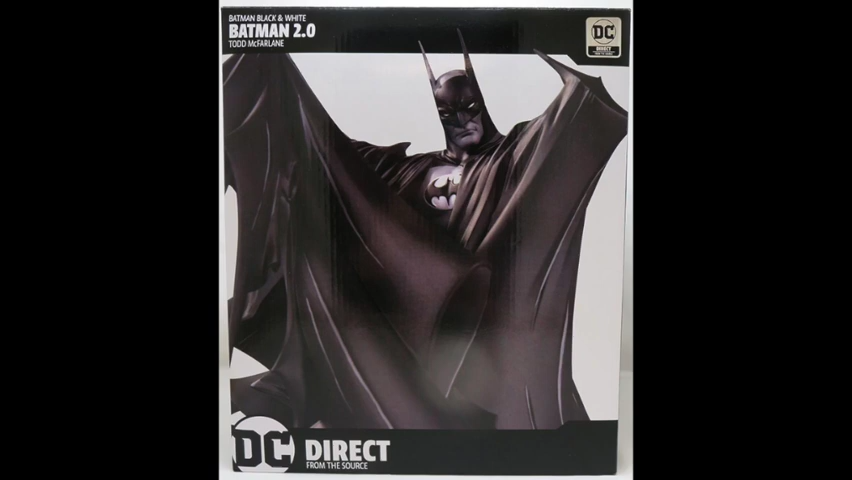 BATMAN BLACK & WHITE
BATMAN 2.0
TODD McFARLANE
DC
DIRECT
DC
DIRECT
FROM THE SOURCE